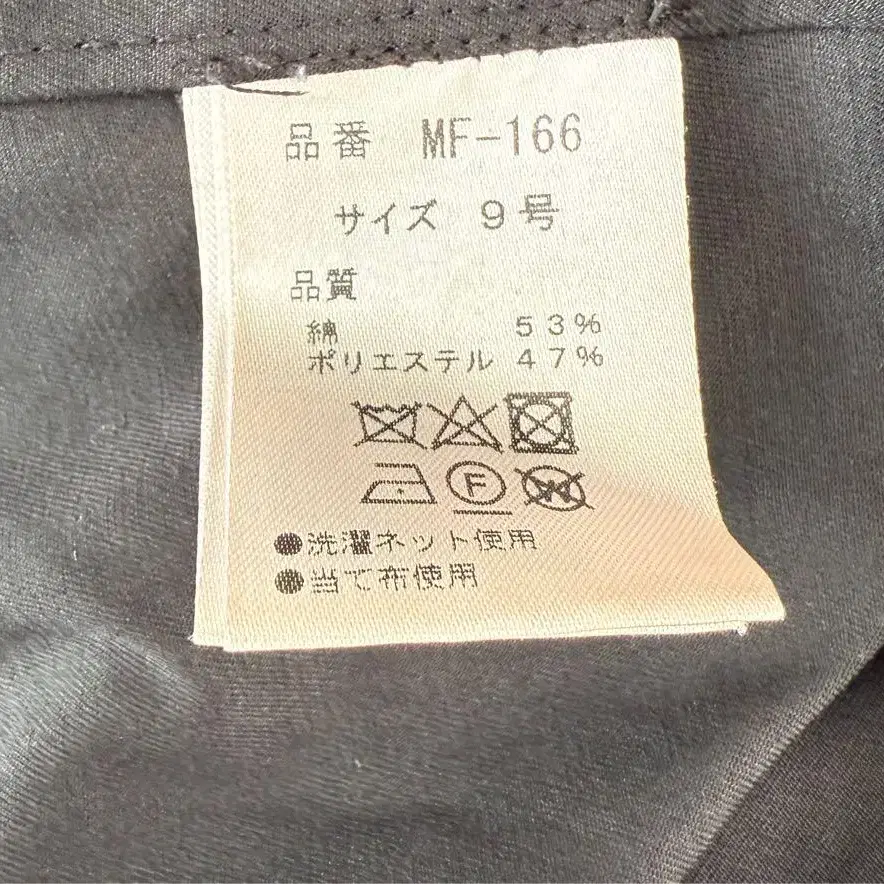 品番 MF-166
サイズ 9号
品質
綿 53%
ポリエステル 47%
F
W
●洗濯ネット使用
●当て布使用